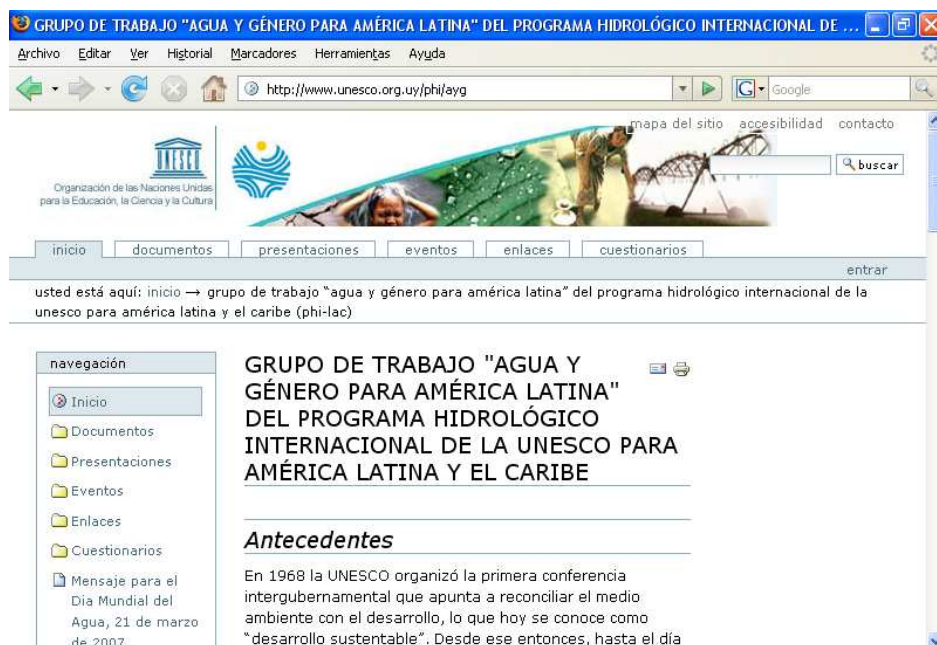 GRUPO DE TRABAJO "AGUA Y GÉNERO PARA AMÉRICA LATINA" DEL PROGRAMA HIDROLÓGICO INTERNACIONAL DE ...
Archivo Editar Ver Historial Marcadores Herramientas Ayuda
http://www.unesco.org.uy/phi/ayg
G Google
mapa del sitio accesibilidad contacto
UNESCO
buscar
Organización de las Naciones Unidas
para la Educación, la Ciencia y la Cultura
inicio documentos presentaciones eventos enlaces cuestionarios
entrar
usted está aquí: inicio → grupo de trabajo "agua y género para américa latina" del programa hidrológico internacional de la
unesco para américa latina y el caribe (phi-lac)
navegación
Inicio
Documentos
Presentaciones
Eventos
Enlaces
Cuestionarios
Mensaje para el
Dia Mundial del
Agua, 21 de marzo
de 2007
GRUPO DE TRABAJO "AGUA Y
GÉNERO PARA AMÉRICA LATINA"
DEL PROGRAMA HIDROLÓGICO
INTERNACIONAL DE LA UNESCO PARA
AMÉRICA LATINA Y EL CARIBE
Antecedentes
En 1968 la UNESCO organizó la primera conferencia
intergubernamental que apunta a reconciliar el medio
ambiente con el desarrollo, lo que hoy se conoce como
"desarrollo sustentable". Desde ese entonces, hasta el día